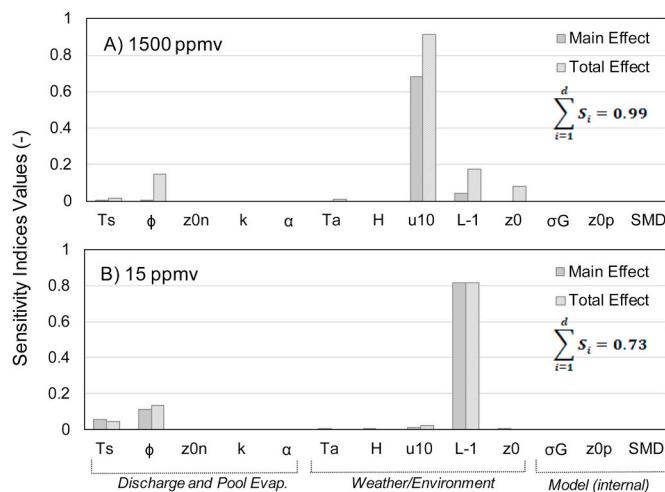 Sensitivity Indices Values (-)
1
A) 1500 ppmv
Main Effect
0.8
Total Effect
0.6
d
∑ Si = 0.99
i=1
0.4
0.2
0
Ts ϕ z0n k α Ta H u10 L-1 z0 σG z0p SMD
1
B) 15 ppmv
Main Effect
0.8
Total Effect
0.6
d
∑ Si = 0.73
i=1
0.4
0.2
0
Ts ϕ z0n k α Ta H u10 L-1 z0 σG z0p SMD
Discharge and Pool Evap. Weather/Environment Model (internal)